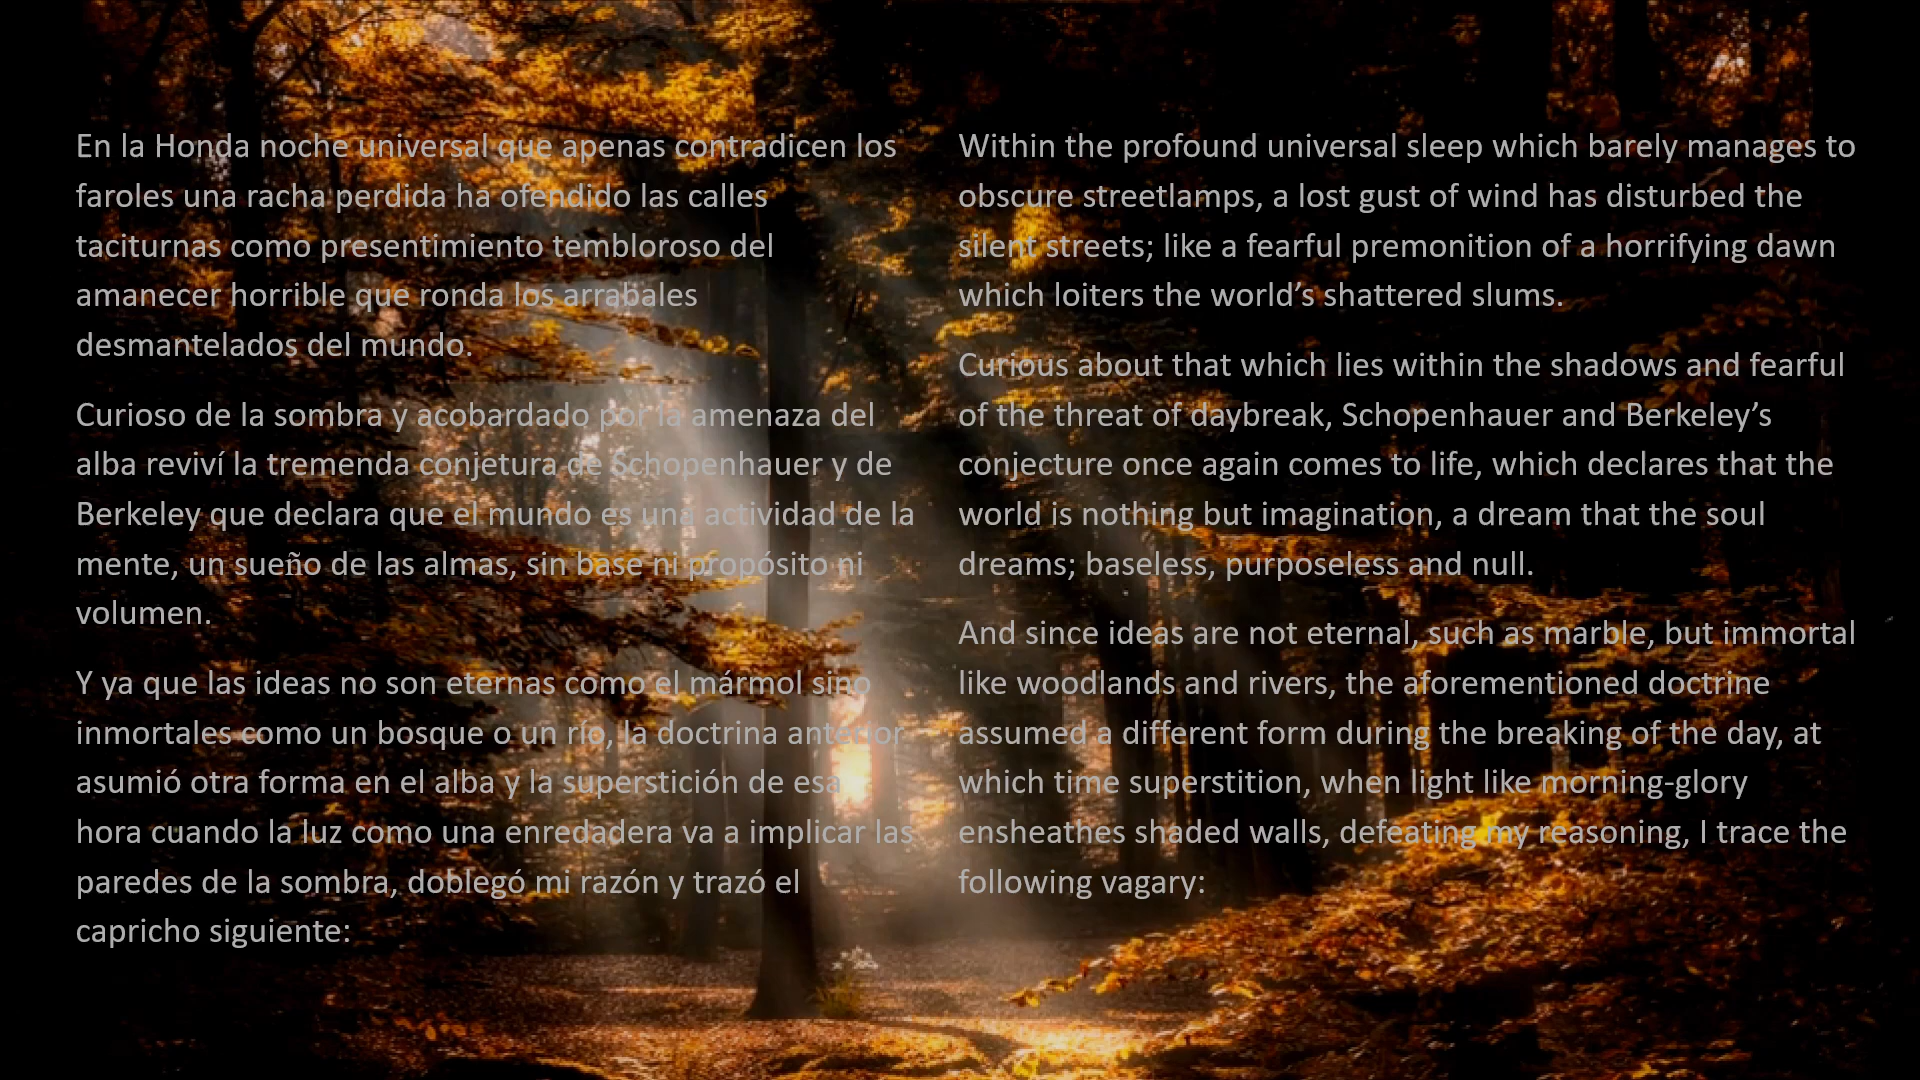 En la Honda noche universal que apenas contradicen los
faroles una racha perdida ha ofendido las calles
taciturnas como presentimiento tembloroso del
amanecer horrible que ronda los arrabales
desmantelados del mundo.
Curioso de la sombra y acobardado por la amenaza del
alba reviví la tremenda conjetura de Schopenhauer y de
Berkeley que declara que el mundo es una actividad de la
mente, un sueño de las almas, sin base ni propósito ni
volumen.
Y ya que las ideas no son eternas como el mármol sino
inmortales como un bosque o un río, la doctrina anterior
asumió otra forma en el alba y la superstición de esa
hora cuando la luz como una enredadera va a implicar las
paredes de la sombra, doblegó mi razón y trazó el
capricho siguiente:
Within the profound universal sleep which barely manages to
obscure streetlamps, a lost gust of wind has disturbed the
silent streets; like a fearful premonition of a horrifying dawn
which loiters the world’s shattered slums.
Curious about that which lies within the shadows and fearful
of the threat of daybreak, Schopenhauer and Berkeley’s
conjecture once again comes to life, which declares that the
world is nothing but imagination, a dream that the soul
dreams; baseless, purposeless and null.
And since ideas are not eternal, such as marble, but immortal
like woodlands and rivers, the aforementioned doctrine
assumed a different form during the breaking of the day, at
which time superstition, when light like morning-glory
ensheathes shaded walls, defeating my reasoning, I trace the
following vagary: